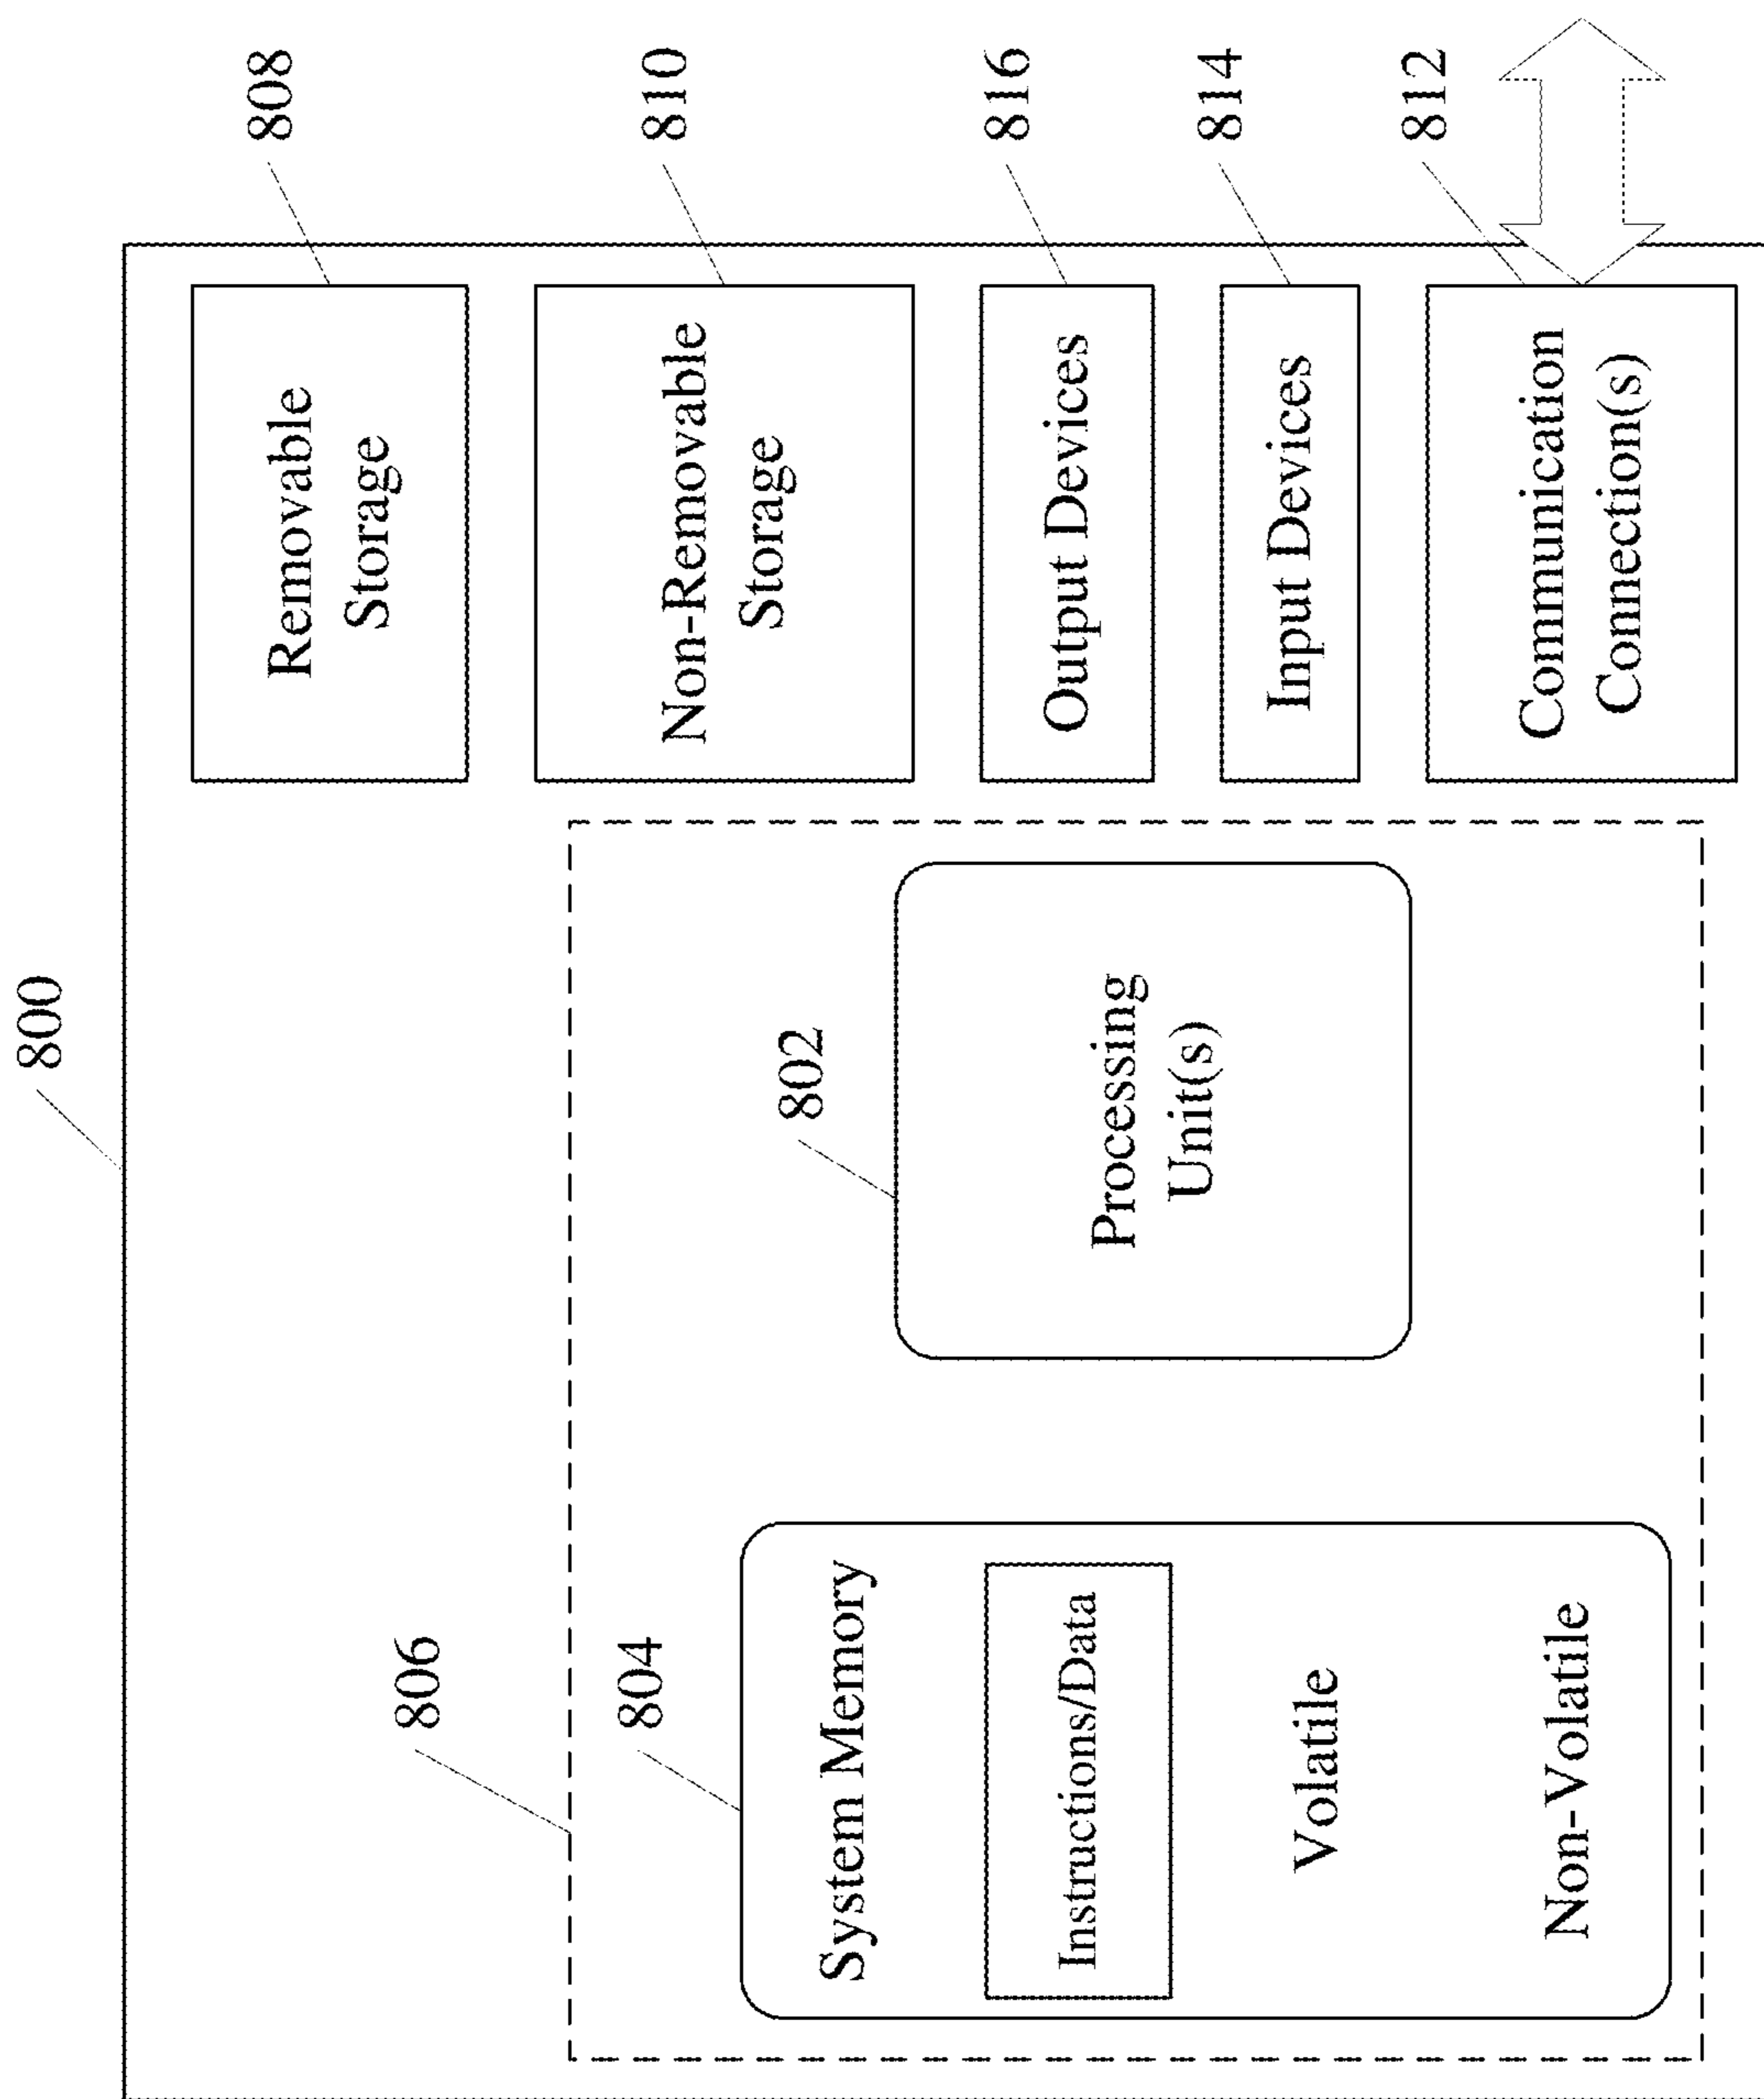 800
806
804
System Memory
Instructions/Data
Volatile
Non-Volatile
802
Processing
Unit(s)
Removable
Storage
808
Non-Removable
Storage
810
Output Devices
816
Input Devices
814
Communication
Connection(s)
812